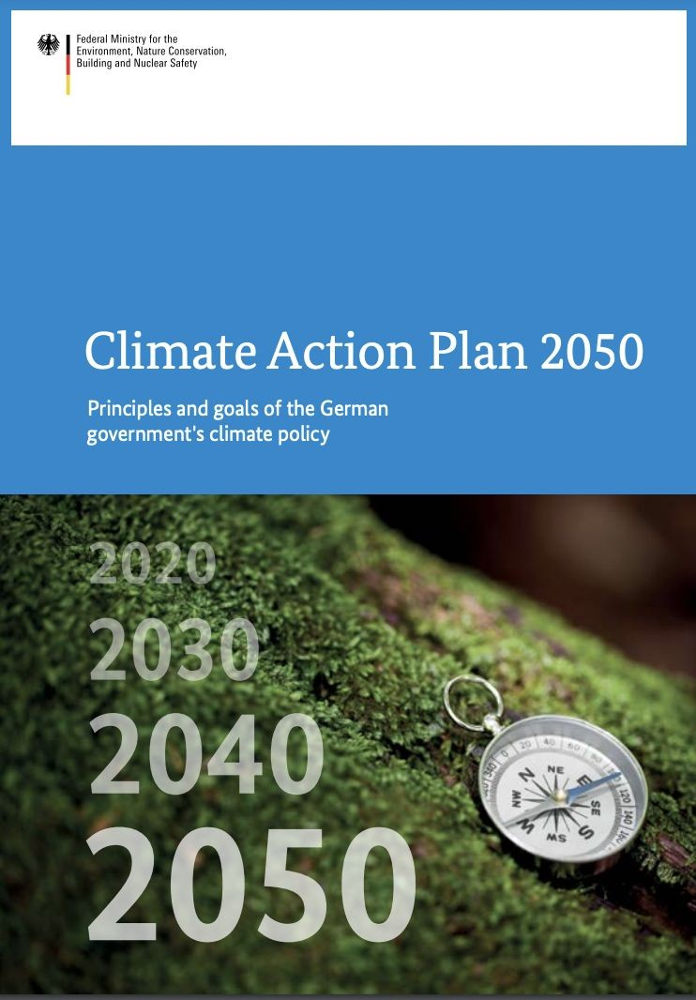 Federal Ministry for the
Environment, Nature Conservation,
Building and Nuclear Safety
Climate Action Plan 2050
Principles and goals of the German
government's climate policy
2020
2030
2040
2050
0 20 40 60 80
120
140
160
340
N
NE
E
SE
S
SW
W
NW